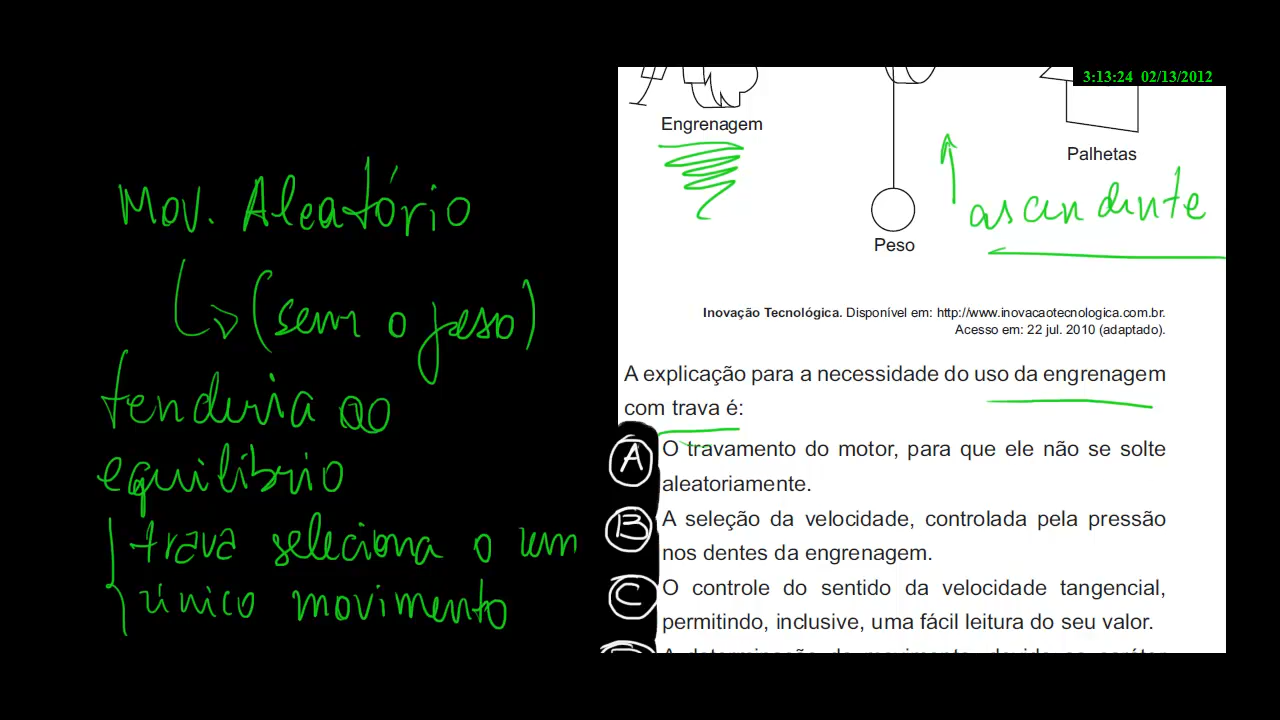 3:13:24 02/13/2012
Engrenagem
Palhetas
ascendente
Peso
Mov. Aleatório
(sem o peso)
tenderia ao
equilíbrio
trava seleciona o um
único movimento
Inovação Tecnológica. Disponível em: http://www.inovacaotecnologica.com.br.
Acesso em: 22 jul. 2010 (adaptado).
A explicação para a necessidade do uso da engrenagem
com trava é:
A O travamento do motor, para que ele não se solte
aleatoriamente.
B A seleção da velocidade, controlada pela pressão
nos dentes da engrenagem.
C O controle do sentido da velocidade tangencial,
permitindo, inclusive, uma fácil leitura do seu valor.